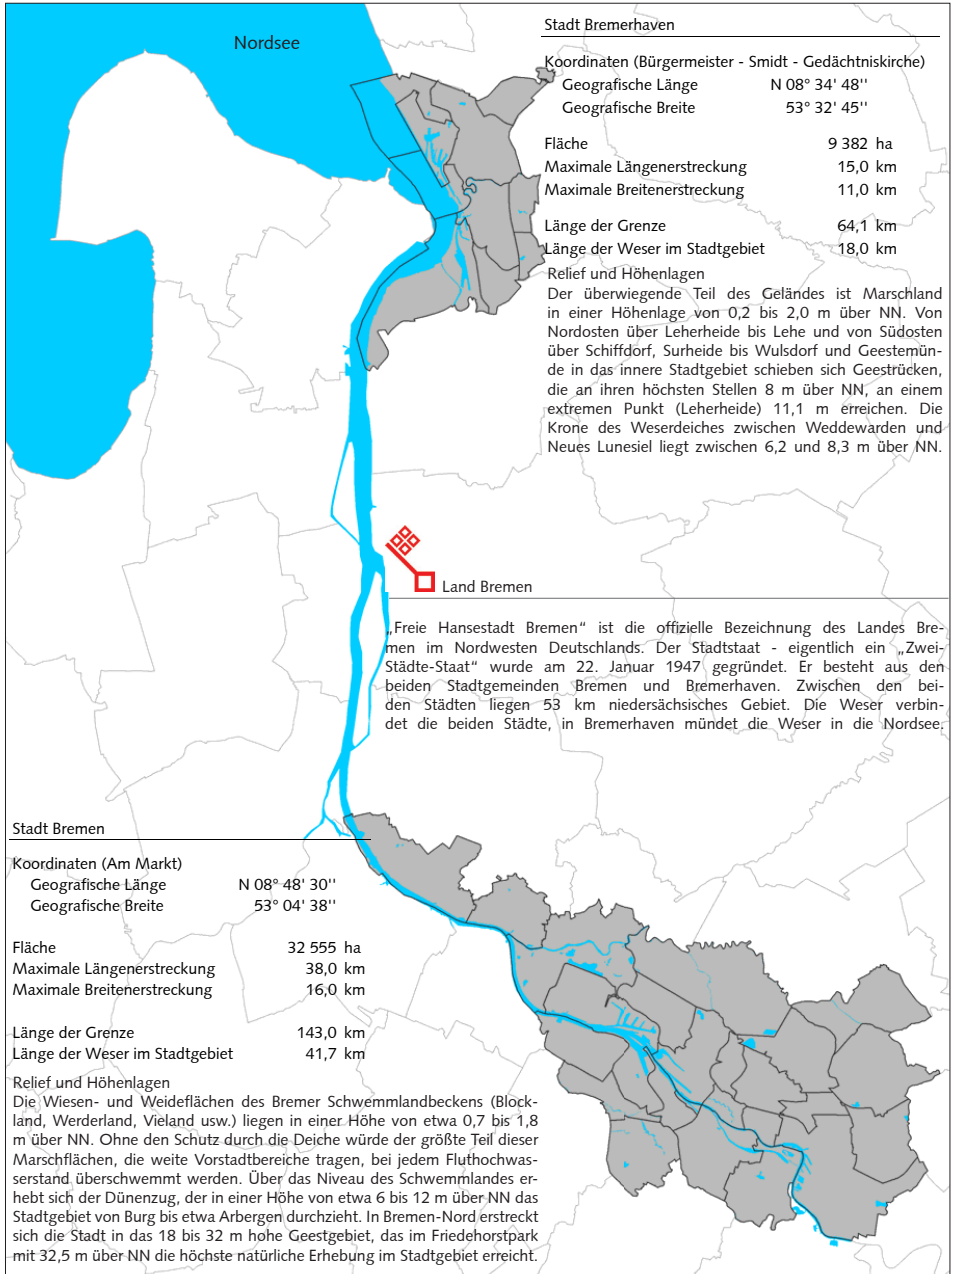 Nordsee
Stadt Bremerhaven
Koordinaten (Bürgermeister - Smidt - Gedächtniskirche)
Geografische Länge N 08° 34' 48''
Geografische Breite 53° 32' 45''
Fläche 9 382 ha
Maximale Längenerstreckung 15,0 km
Maximale Breitenerstreckung 11,0 km
Länge der Grenze 64,1 km
Länge der Weser im Stadtgebiet 18,0 km
Relief und Höhenlagen
Der überwiegende Teil des Geländes ist Marschland
in einer Höhenlage von 0,2 bis 2,0 m über NN. Von
Nordosten über Leherheide bis Lehe und von Südosten
über Schiffdorf, Surheide bis Wulsdorf und Geestemün-
de in das innere Stadtgebiet schieben sich Geestrücken,
die an ihren höchsten Stellen 8 m über NN, an einem
extremen Punkt (Leherheide) 11,1 m erreichen. Die
Krone des Weserdeiches zwischen Weddewarden und
Neues Lunesiel liegt zwischen 6,2 und 8,3 m über NN.
Land Bremen
„Freie Hansestadt Bremen“ ist die offizielle Bezeichnung des Landes Bre-
men im Nordwesten Deutschlands. Der Stadtstaat - eigentlich ein „Zwei-
Städte-Staat“ wurde am 22. Januar 1947 gegründet. Er besteht aus den
beiden Stadtgemeinden Bremen und Bremerhaven. Zwischen den bei-
den Städten liegen 53 km niedersächsisches Gebiet. Die Weser verbin-
det die beiden Städte, in Bremerhaven mündet die Weser in die Nordsee.
Stadt Bremen
Koordinaten (Am Markt)
Geografische Länge N 08° 48' 30''
Geografische Breite 53° 04' 38''
Fläche 32 555 ha
Maximale Längenerstreckung 38,0 km
Maximale Breitenerstreckung 16,0 km
Länge der Grenze 143,0 km
Länge der Weser im Stadtgebiet 41,7 km
Relief und Höhenlagen
Die Wiesen- und Weideflächen des Bremer Schwemmlandbeckens (Block-
land, Werderland, Vieland usw.) liegen in einer Höhe von etwa 0,7 bis 1,8
m über NN. Ohne den Schutz durch die Deiche würde der größte Teil dieser
Marschflächen, die weite Vorstadtbereiche tragen, bei jedem Fluthochwas-
serstand überschwemmt werden. Über das Niveau des Schwemmlandes er-
hebt sich der Dünenzug, der in einer Höhe von etwa 6 bis 12 m über NN das
Stadtgebiet von Burg bis etwa Arbergen durchzieht. In Bremen-Nord erstreckt
sich die Stadt in das 18 bis 32 m hohe Geestgebiet, das im Friedehorstpark
mit 32,5 m über NN die höchste natürliche Erhebung im Stadtgebiet erreicht.